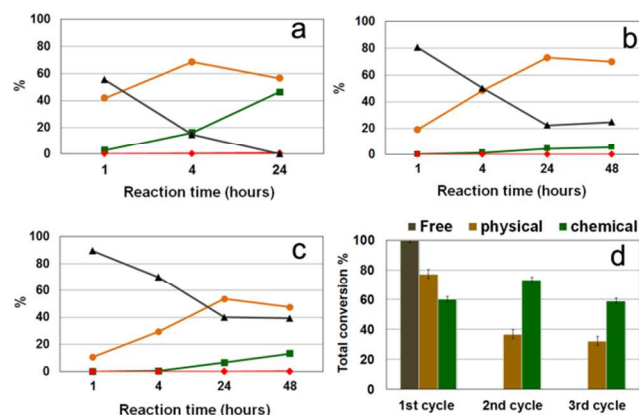 a
80
60
40
20
0
%
1 4 24
Reaction time (hours)
b
100
80
60
40
20
0
%
1 4 24 48
Reaction time (hours)
c
100
80
60
40
20
0
%
1 4 24 48
Reaction time (hours)
Free physical chemical
d
100
80
60
40
20
0
Total conversion %
1st cycle 2nd cycle 3rd cycle